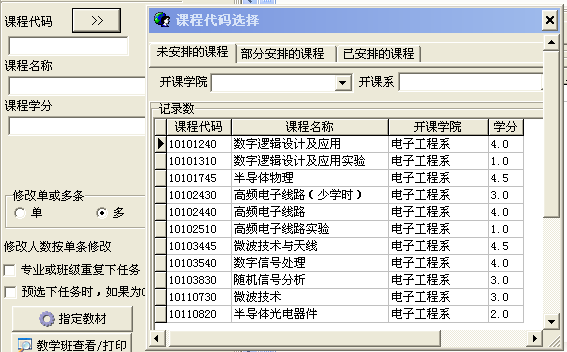 课程代码
>>
课程名称
课程学分
修改单或多条
单
多
修改人数按单条修改
专业或班级重复下任务
预选下任务时，如果为
指定教材
教学班查看/打印
课程代码选择
未安排的课程
部分安排的课程
已安排的课程
开课学院
开课系
记录数
课程代码 课程名称 开课学院 学分
10101240 数字逻辑设计及应用 电子工程系 4.0
10101310 数字逻辑设计及应用实验 电子工程系 1.0
10101745 半导体物理 电子工程系 4.5
10102430 高频电子线路（少学时） 电子工程系 3.0
10102440 高频电子线路 电子工程系 4.0
10102510 高频电子线路实验 电子工程系 1.0
10103445 微波技术与天线 电子工程系 4.5
10103540 数字信号处理 电子工程系 4.0
10103830 随机信号分析 电子工程系 3.0
10110730 微波技术 电子工程系 3.0
10110820 半导体光电器件 电子工程系 2.0